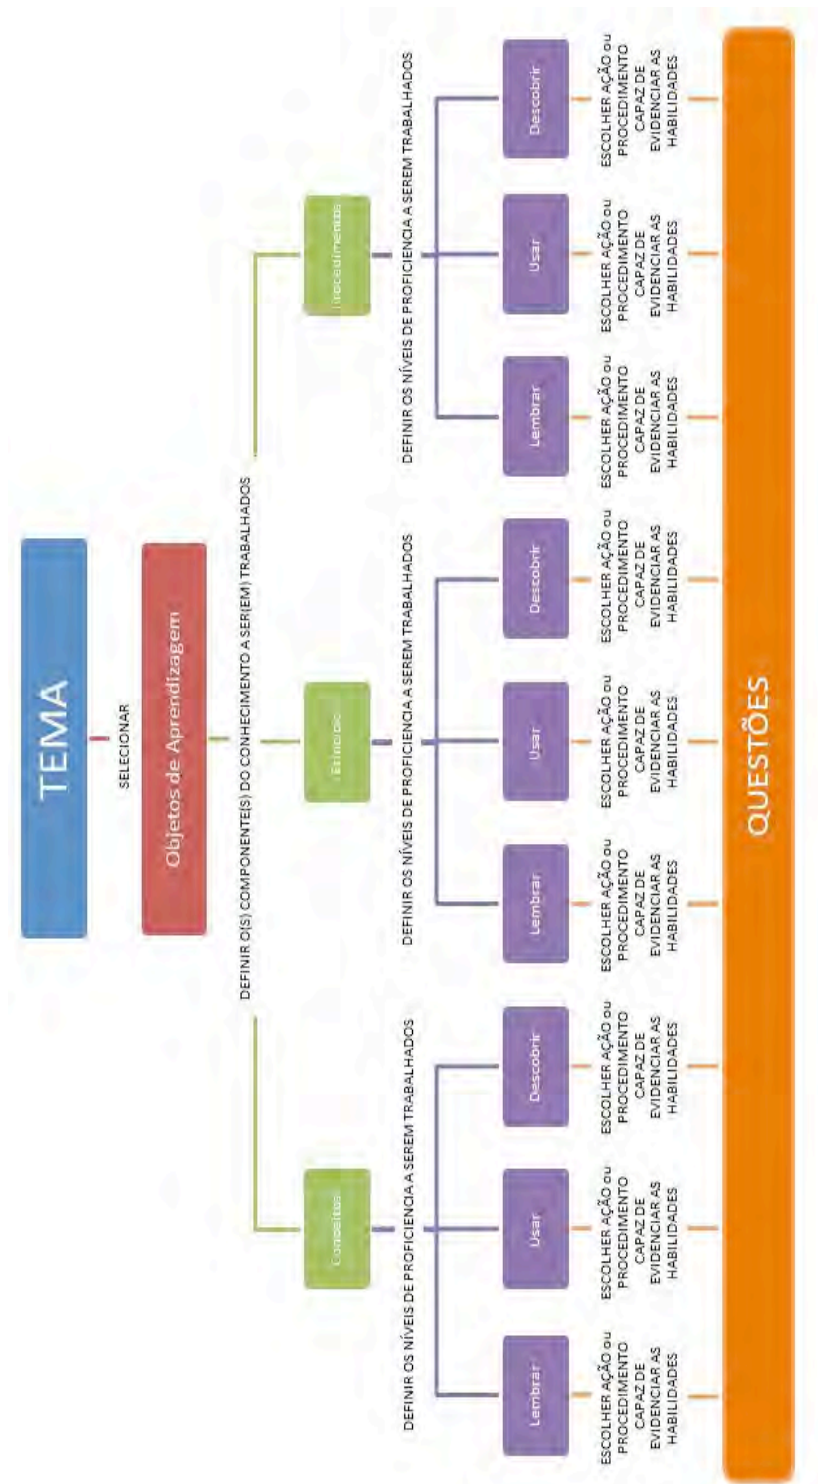 TEMA
SELECIONAR
Objetos de Aprendizagem
DEFINIR O(S) COMPONENTE(S) DO CONHECIMENTO A SER(EM) TRABALHADOS
Conceitos
Procedimentos
DEFINIR OS NÍVEIS DE PROFICIENCIA A SEREM TRABALHADOS
DEFINIR OS NÍVEIS DE PROFICIENCIA A SEREM TRABALHADOS
DEFINIR OS NÍVEIS DE PROFICIENCIA A SEREM TRABALHADOS
Lembrar
Usar
Descobrir
Lembrar
Usar
Descobrir
Lembrar
Usar
Descobrir
ESCOLHER AÇÃO ou
PROCEDIMENTO
CAPAZ DE
EVIDENCIAR AS
HABILIDADES
ESCOLHER AÇÃO ou
PROCEDIMENTO
CAPAZ DE
EVIDENCIAR AS
HABILIDADES
ESCOLHER AÇÃO ou
PROCEDIMENTO
CAPAZ DE
EVIDENCIAR AS
HABILIDADES
ESCOLHER AÇÃO ou
PROCEDIMENTO
CAPAZ DE
EVIDENCIAR AS
HABILIDADES
ESCOLHER AÇÃO ou
PROCEDIMENTO
CAPAZ DE
EVIDENCIAR AS
HABILIDADES
ESCOLHER AÇÃO ou
PROCEDIMENTO
CAPAZ DE
EVIDENCIAR AS
HABILIDADES
ESCOLHER AÇÃO ou
PROCEDIMENTO
CAPAZ DE
EVIDENCIAR AS
HABILIDADES
ESCOLHER AÇÃO ou
PROCEDIMENTO
CAPAZ DE
EVIDENCIAR AS
HABILIDADES
ESCOLHER AÇÃO ou
PROCEDIMENTO
CAPAZ DE
EVIDENCIAR AS
HABILIDADES
QUESTÕES